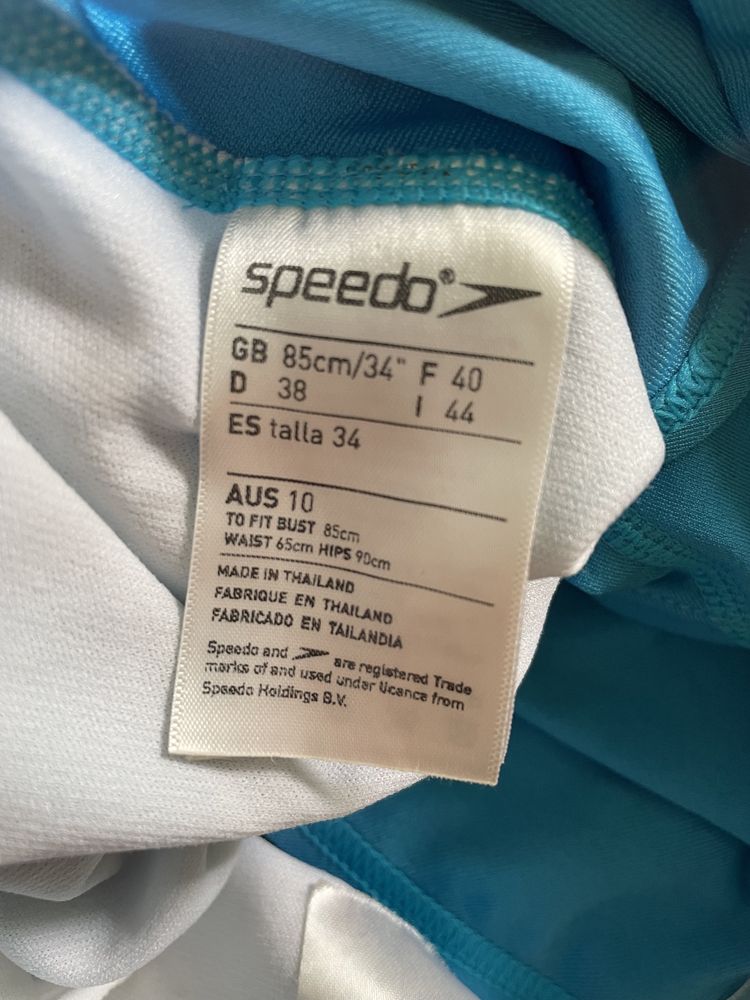 speedo®
GB 85cm/34" F 40
D 38 I 44
ES talla 34
AUS 10
TO FIT BUST 85cm
WAIST 65cm HIPS 90cm
MADE IN THAILAND
FABRIQUE EN THAILAND
FABRICADO EN TAILANDIA
Speedo and are registered Trade
marks of and used under licence from
Speedo Holdings B.V.